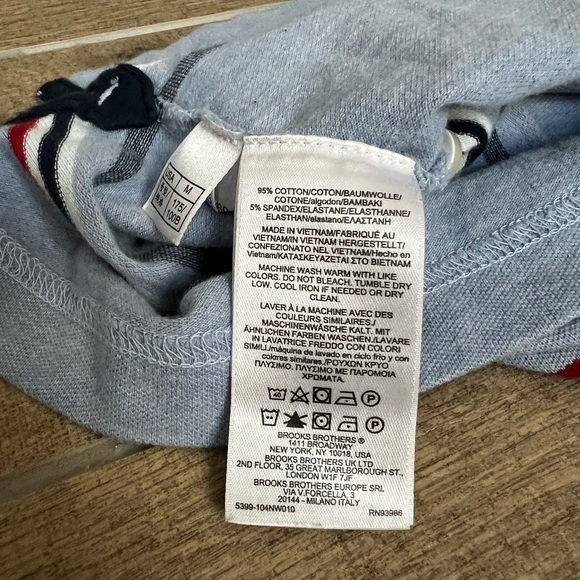 95% COTTON/COTON/BAUMWOLLE/
COTONE/algodon/BAMBAKI
5% SPANDEX/ELASTANE/ELASTHANNE/
ELASTHAN/elastano/ΕΛΑΣΤΑΝΗ
MADE IN VIETNAM/FABRIQUÉ AU
VIETNAM/IN VIETNAM HERGESTELLT/
CONFEZIONATO NEL VIETNAM/Hecho en
Vietnam/ΚΑΤΑΣΚΕΥΑΖΕΤΑΙ ΣΤΟ ΒΙΕΤΝΑΜ
MACHINE WASH WARM WITH LIKE
COLORS. DO NOT BLEACH. TUMBLE DRY
LOW. COOL IRON IF NEEDED OR DRY
CLEAN.
LAVER À LA MACHINE AVEC DES
COULEURS SIMILAIRES./
MASCHINENWÄSCHE KALT. MIT
ÄHNLICHEN FARBEN WASCHEN./LAVARE
IN LAVATRICE FREDDO CON COLORI
SIMILI/máquina de lavado en ciclo frío y con
colores similares./ΡΟΥΧΩΝ ΚΡΥΟ
ΠΛΥΣΙΜΟ. ΠΛΥΣΙΜΟ ΜΕ ΠΑΡΟΜΟΙΑ
ΧΡΩΜΑΤΑ.
40 P
P
BROOKS BROTHERS ®
1411 BROADWAY
NEW YORK, NY 10018, USA
BROOKS BROTHERS UK LTD
2ND FLOOR, 35 GREAT MARLBOROUGH ST.,
LONDON W1F 7JF
BROOKS BROTHERS EUROPE SRL
VIA V.FORCELLA, 3
20144 - MILANO ITALY
5399-104NW010 RN93986
USA M
175/
100B